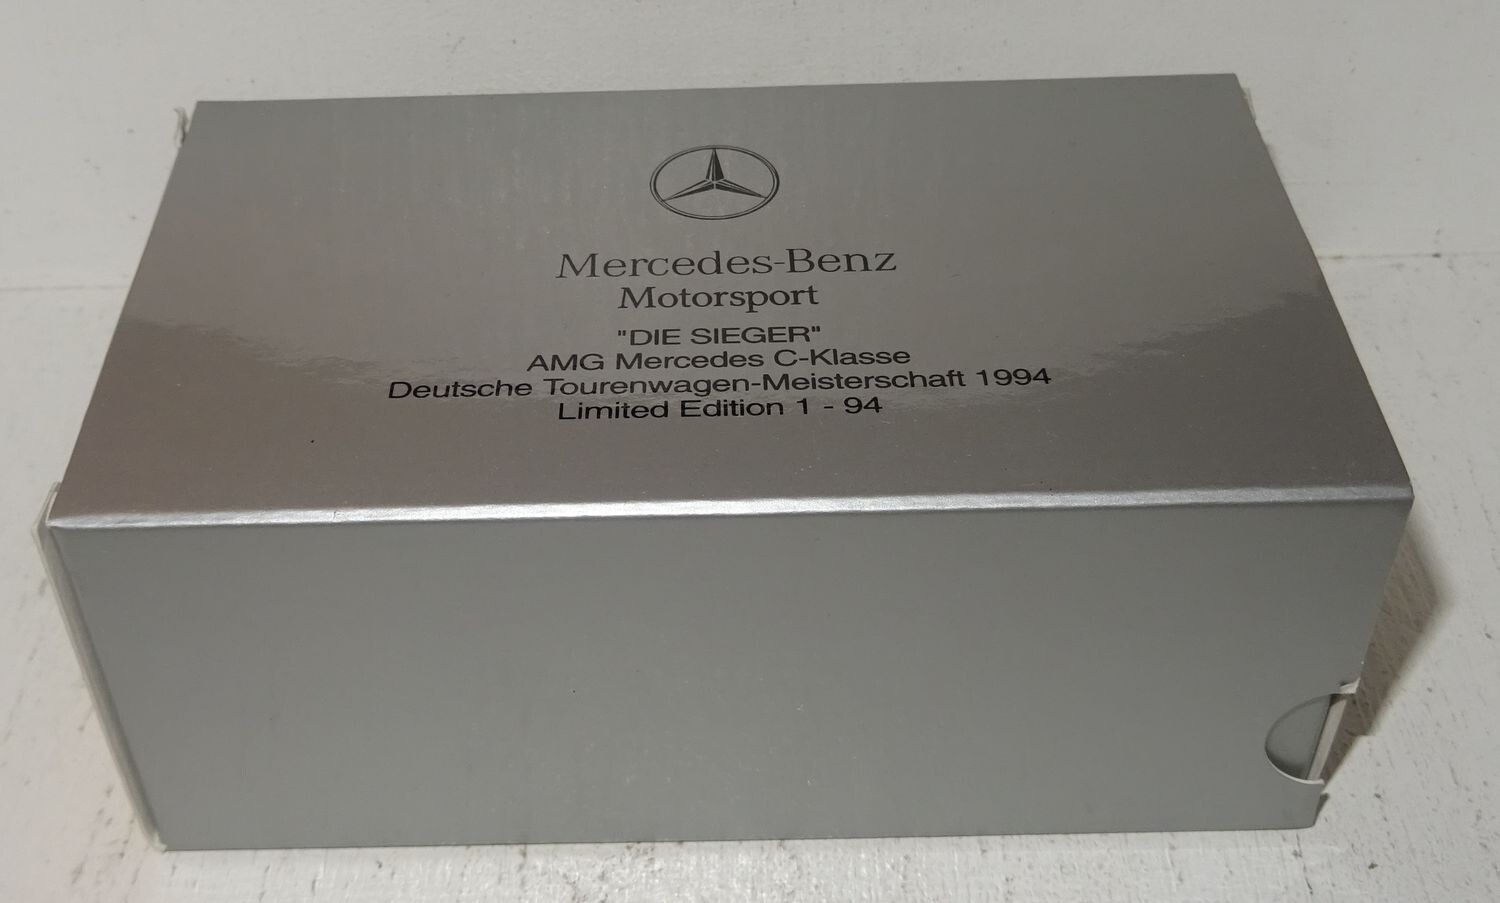 Mercedes-Benz
Motorsport
"DIE SIEGER"
AMG Mercedes C-Klasse
Deutsche Tourenwagen-Meisterschaft 1994
Limited Edition 1 - 94